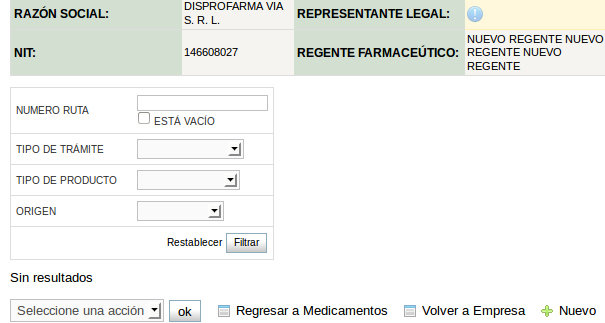 RAZÓN SOCIAL: DISPROFARMA VIA S. R. L. REPRESENTANTE LEGAL:
NIT: 146608027 REGENTE FARMACEÚTICO: NUEVO REGENTE NUEVO
REGENTE NUEVO
REGENTE
NUMERO RUTA
ESTÁ VACÍO
TIPO DE TRÁMITE
TIPO DE PRODUCTO
ORIGEN
Restablecer Filtrar
Sin resultados
Seleccione una acción ok Regresar a Medicamentos Volver a Empresa Nuevo